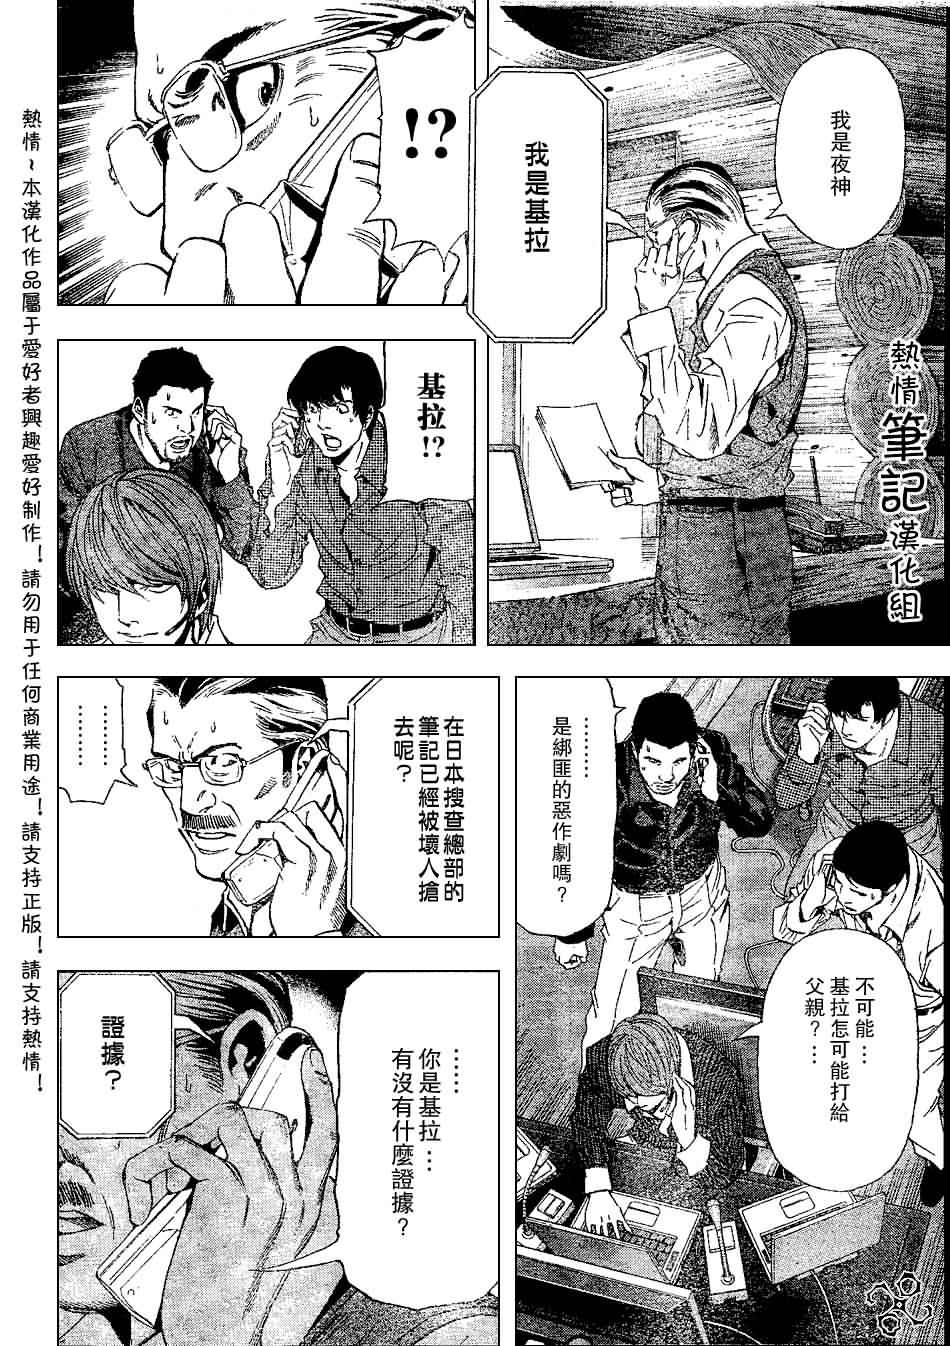 我是夜神
我是基拉
!?
基拉!?
熱情
筆記
漢化組
……
是綁匪的惡作劇嗎？
………
不可能…
基拉怎可能打給
父親？…
在日本搜查總部的
筆記已經被壞人搶
去呢？
………
………
……
你是基拉…
有沒有什麼證據？
證據？
熱情～本漢化作品屬于愛好者興趣愛好制作！請勿用于任何商業用途！請支持正版！請支持熱情！